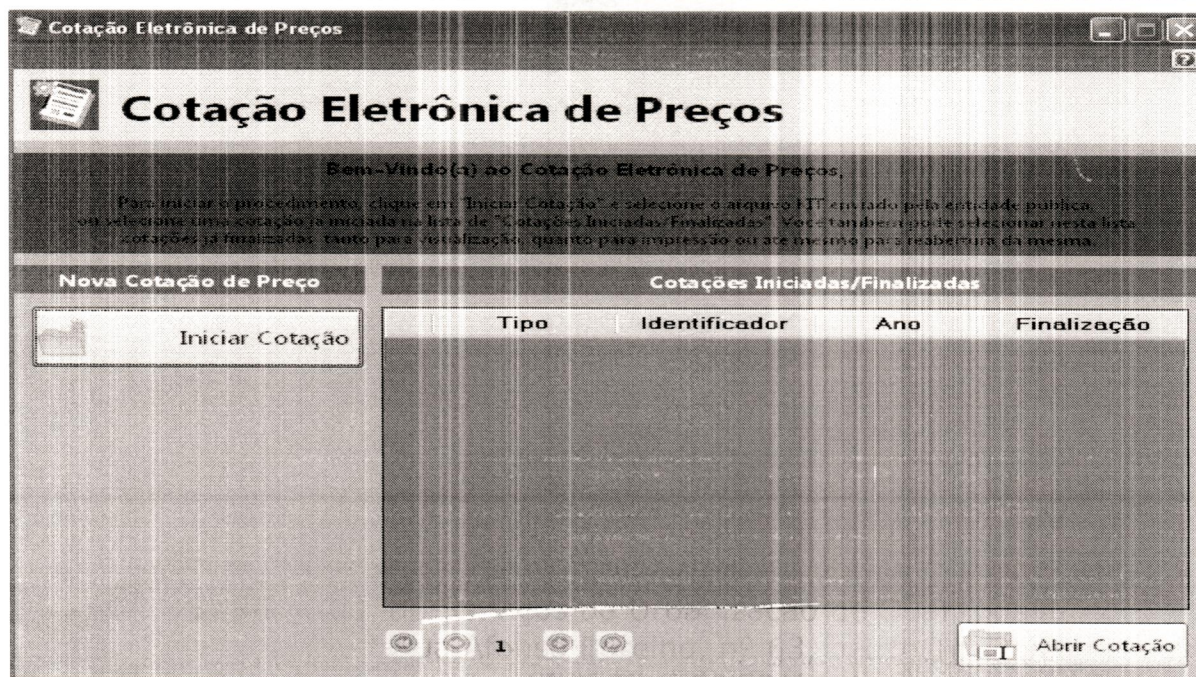 Cotação Eletrônica de Preços
Cotação Eletrônica de Preços
Bem-Vindo(a) ao Cotação Eletrônica de Preços,
Para iniciar o procedimento, clique em "Iniciar Cotação" e selecione o arquivo KIT enviado pela entidade pública,
ou selecione uma cotação já iniciada na lista de "Cotações Iniciadas/Finalizadas". Você também pode selecionar nesta lista
cotações já finalizadas, tanto para visualização, quanto para impressão ou até mesmo para reabertura da mesma.
Nova Cotação de Preço
Cotações Iniciadas/Finalizadas
Iniciar Cotação
Tipo Identificador Ano Finalização
1
Abrir Cotação